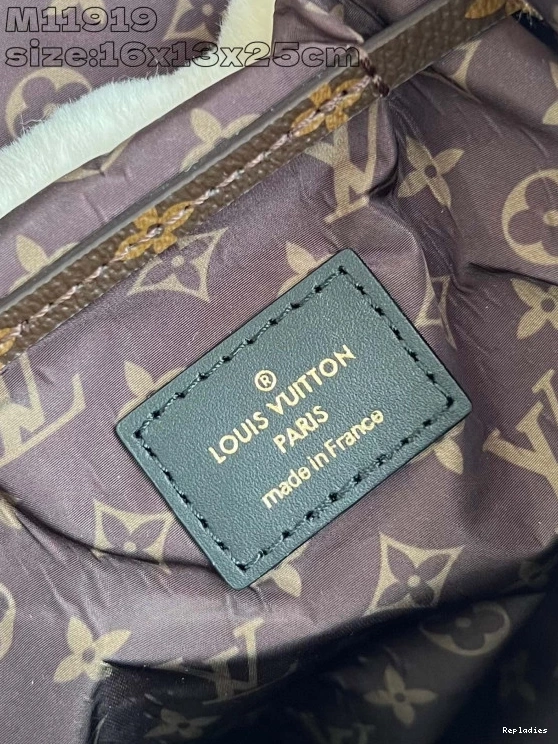 M11919
size:16x13x25cm
®
LOUIS VUITTON
PARIS
made in France
Repladies